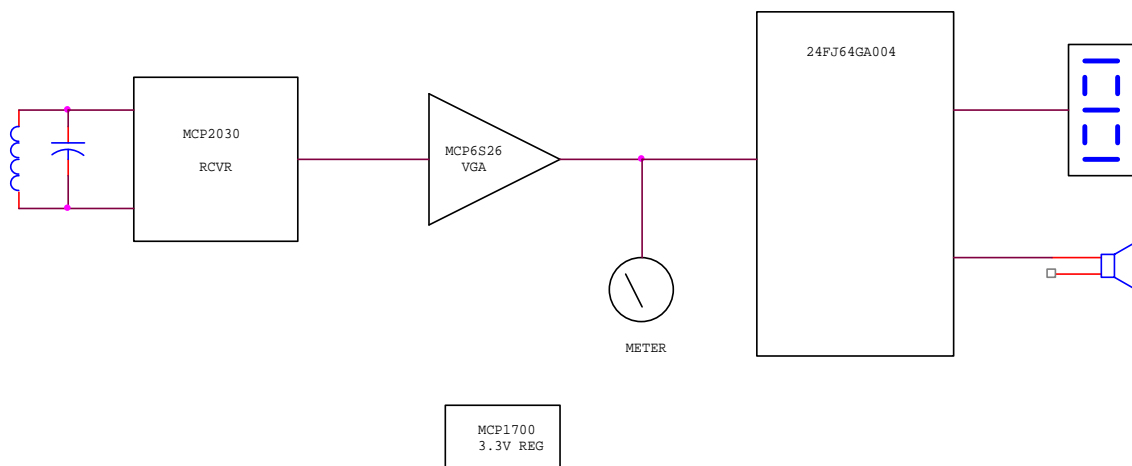 24FJ64GA004
MCP2030
RCVR
MCP6S26
VGA
METER
MCP1700
3.3V REG